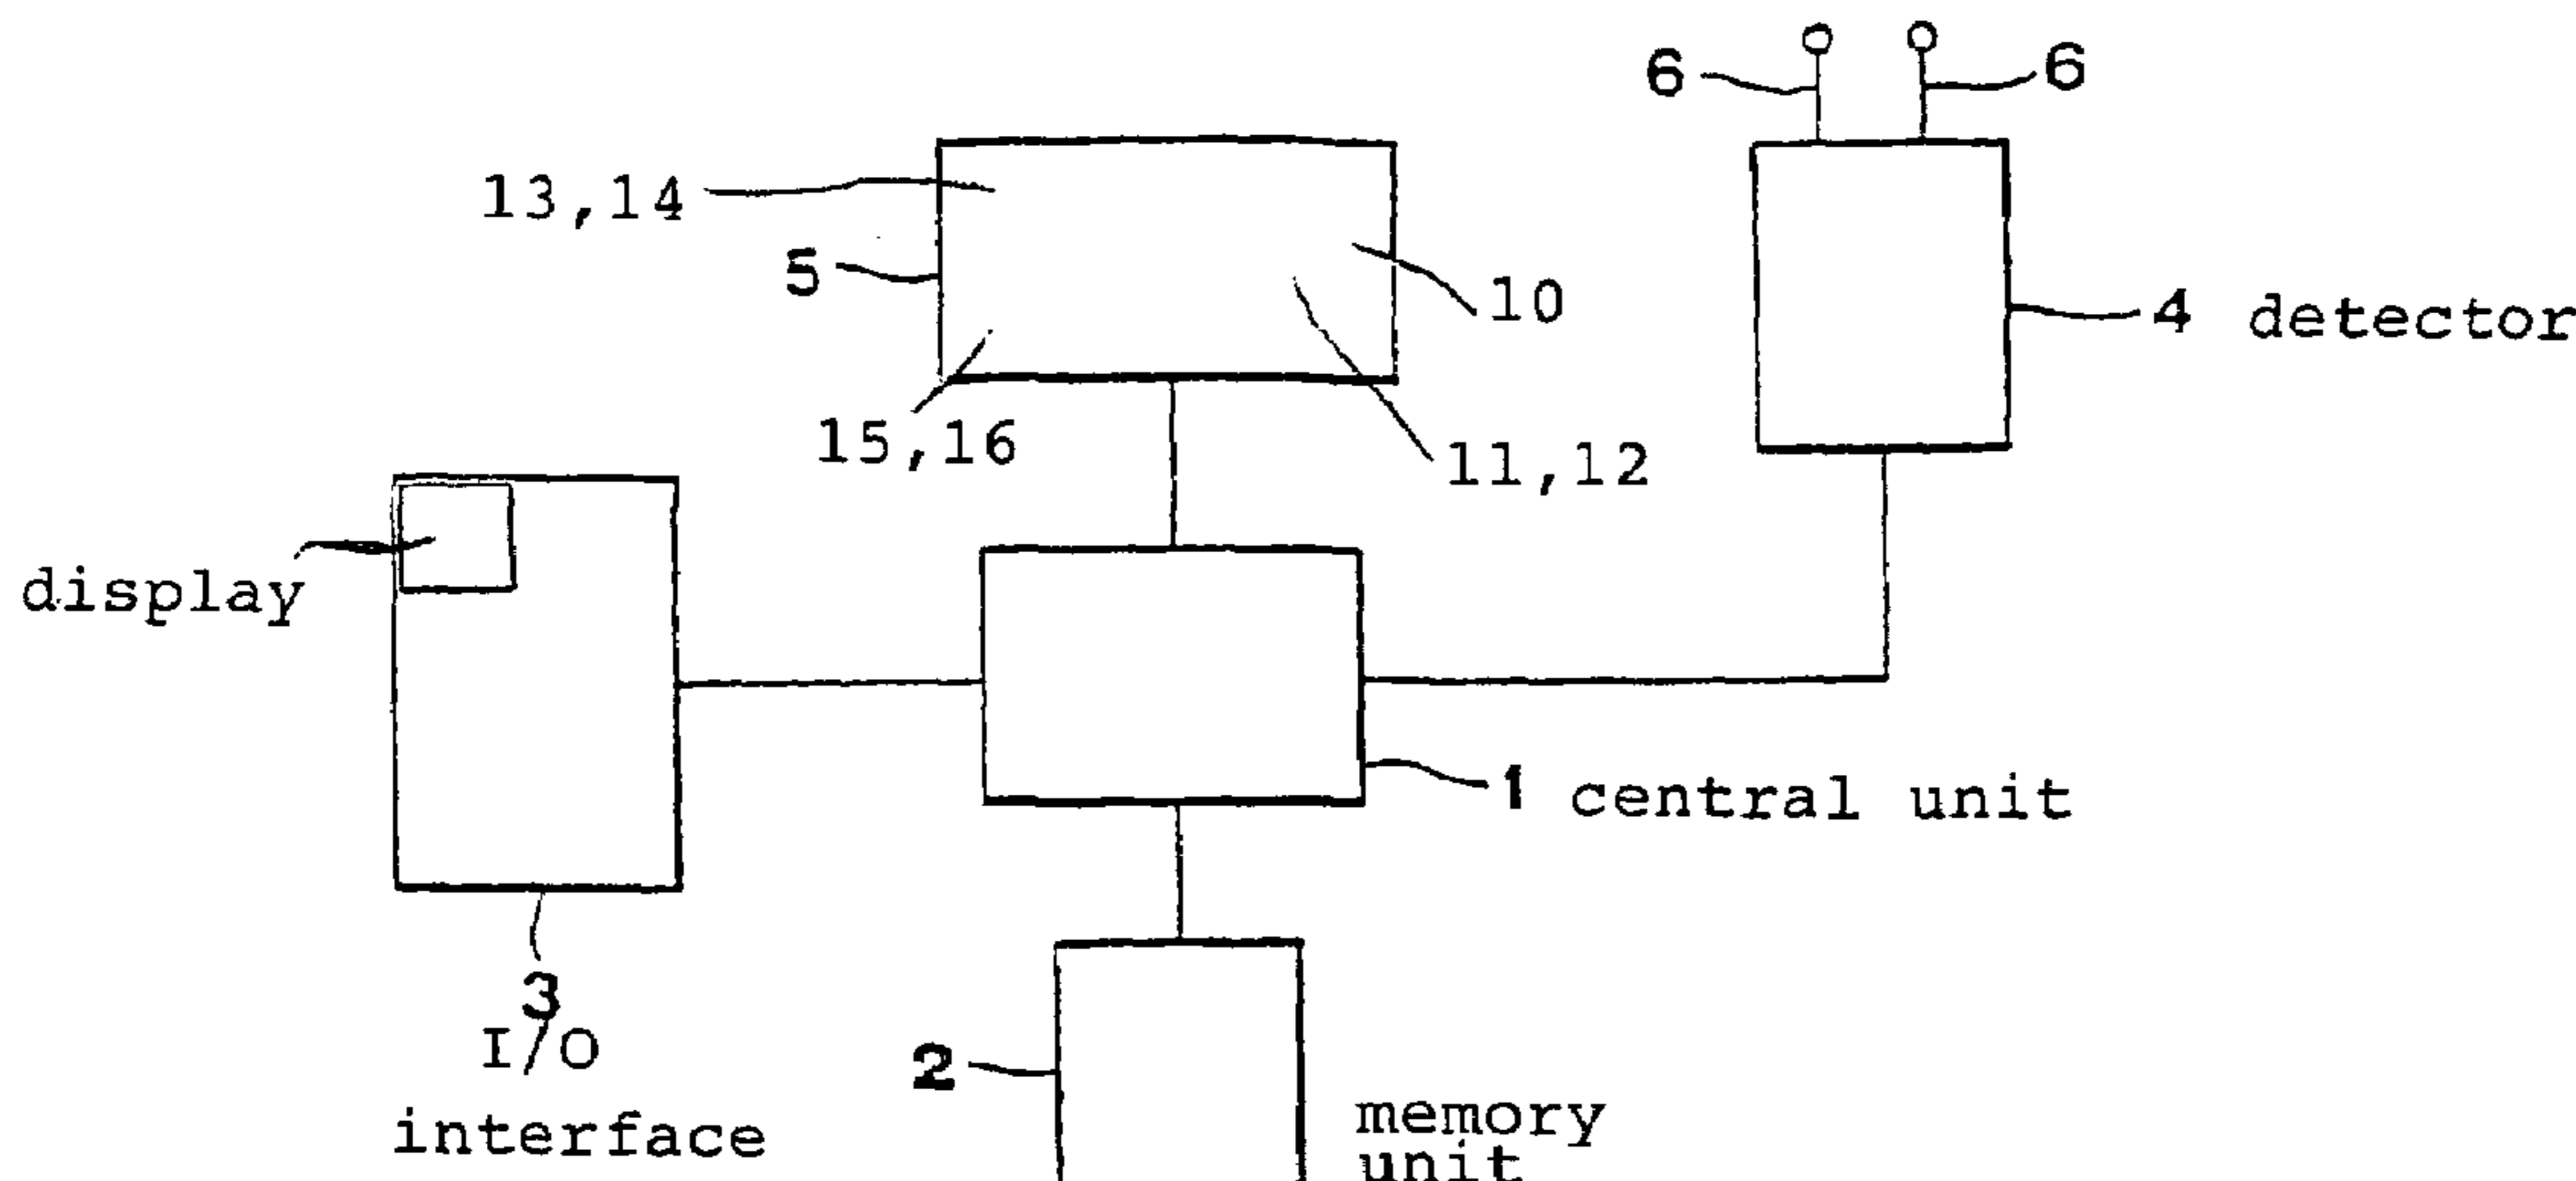 6
6
13,14
5
10
4 detector
15,16
11,12
display
1 central unit
3
I/O
interface
2
memory
unit